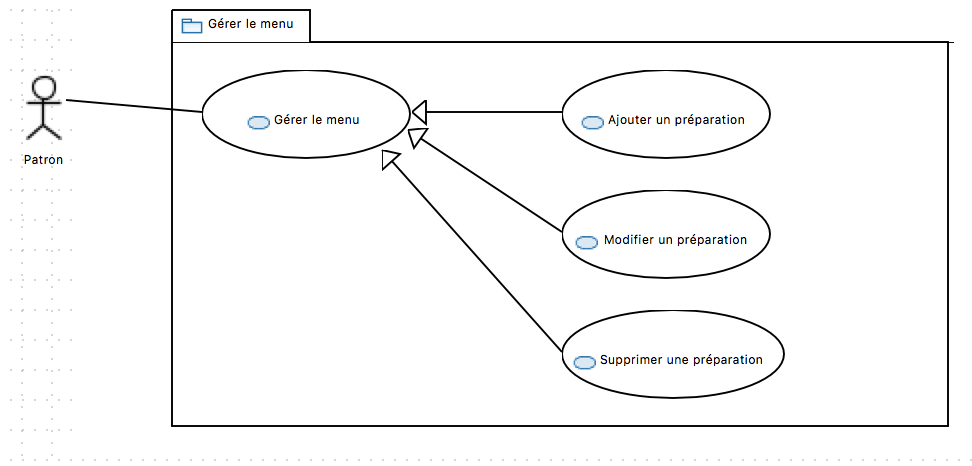 Gérer le menu
Gérer le menu
Ajouter un préparation
Patron
Modifier un préparation
Supprimer une préparation